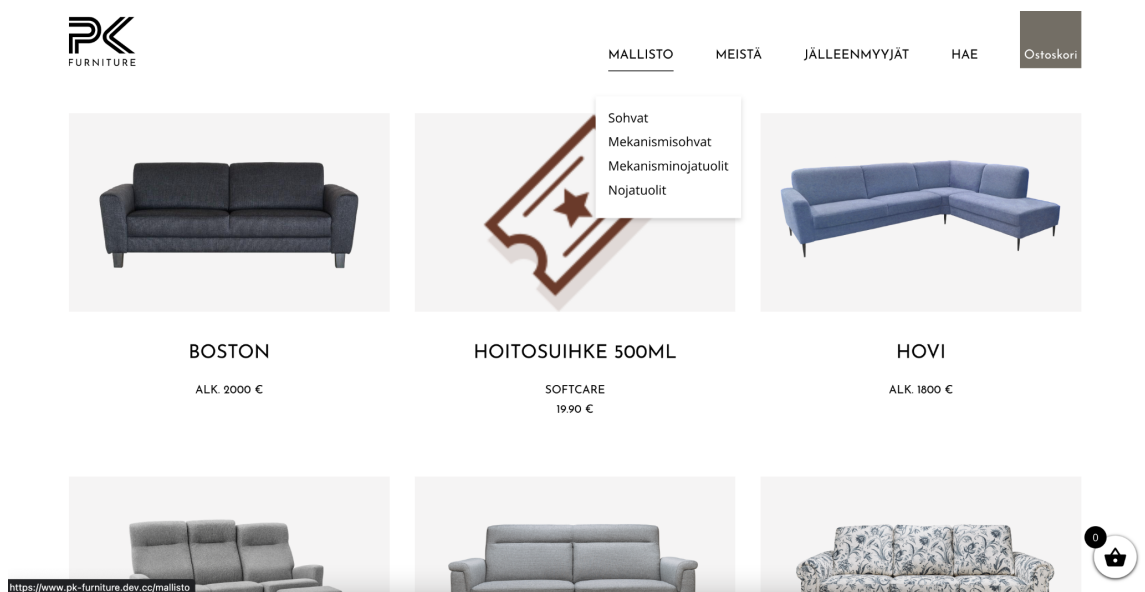 PK
FURNITURE
MALLISTO
MEISTÄ
JÄLLEENMYYJÄT
HAE
Ostoskori
Sohvat
Mekanismisohvat
Mekanisminojatuolit
Nojatuolit
BOSTON
ALK. 2000 €
HOITOSUIHKE 500ML
SOFTCARE
19.90 €
HOVI
ALK. 1800 €
0
https://www.pk-furniture.dev.cc/mallisto